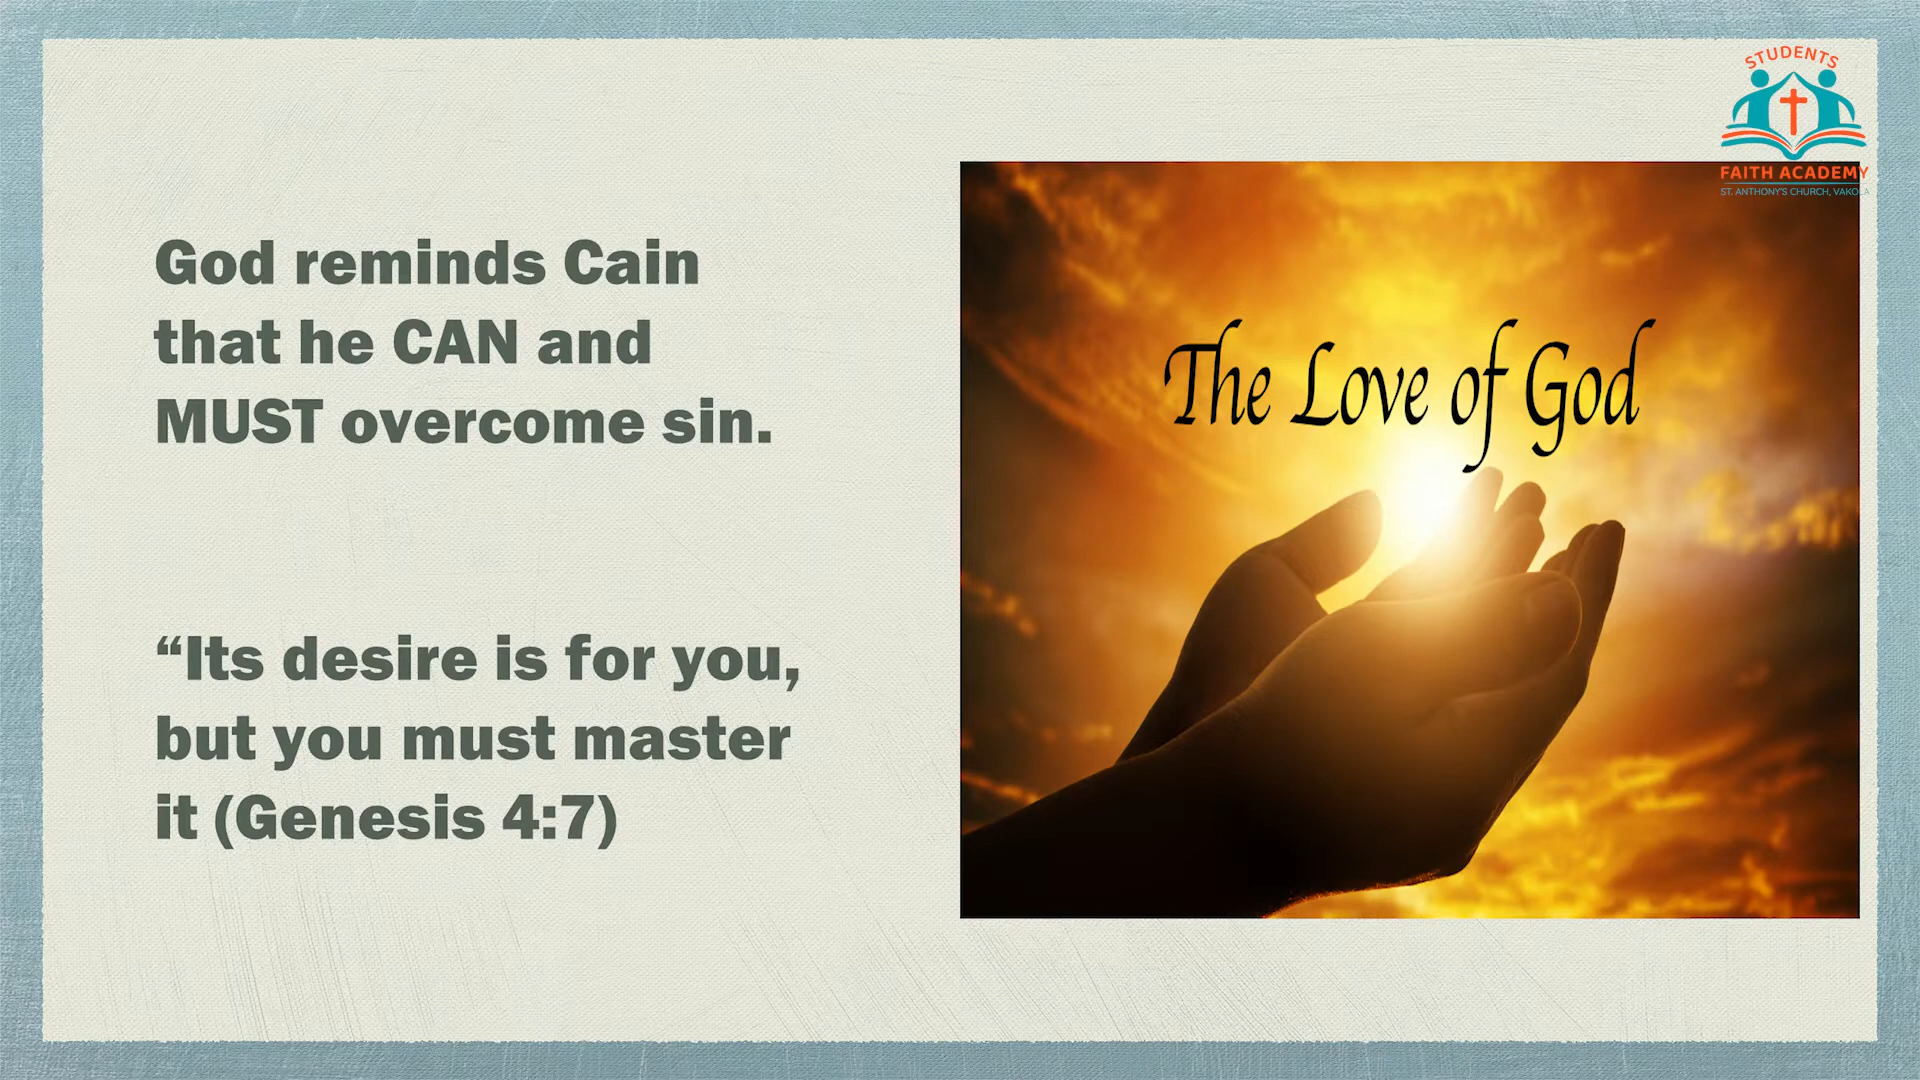 God reminds Cain
that he CAN and
MUST overcome sin.
“Its desire is for you,
but you must master
it (Genesis 4:7)
The Love of God
STUDENTS
FAITH ACADEMY
ST. ANTHONY'S CHURCH, VAKOLA